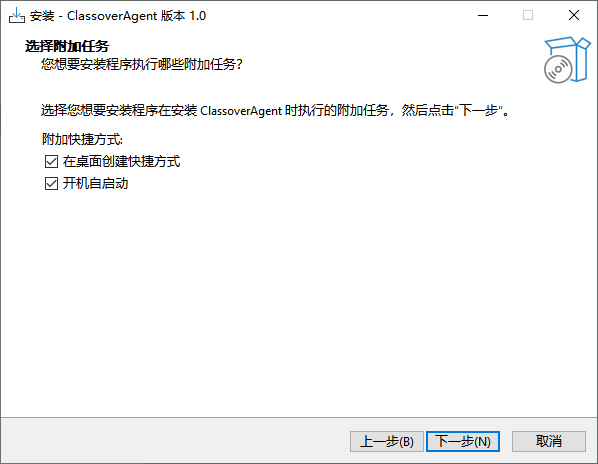 安装 - ClassoverAgent 版本 1.0
选择附加任务
您想要安装程序执行哪些附加任务？
选择您想要安装程序在安装 ClassoverAgent 时执行的附加任务，然后点击“下一步”。
附加快捷方式:
在桌面创建快捷方式
开机自启动
上一步(B) 下一步(N) 取消